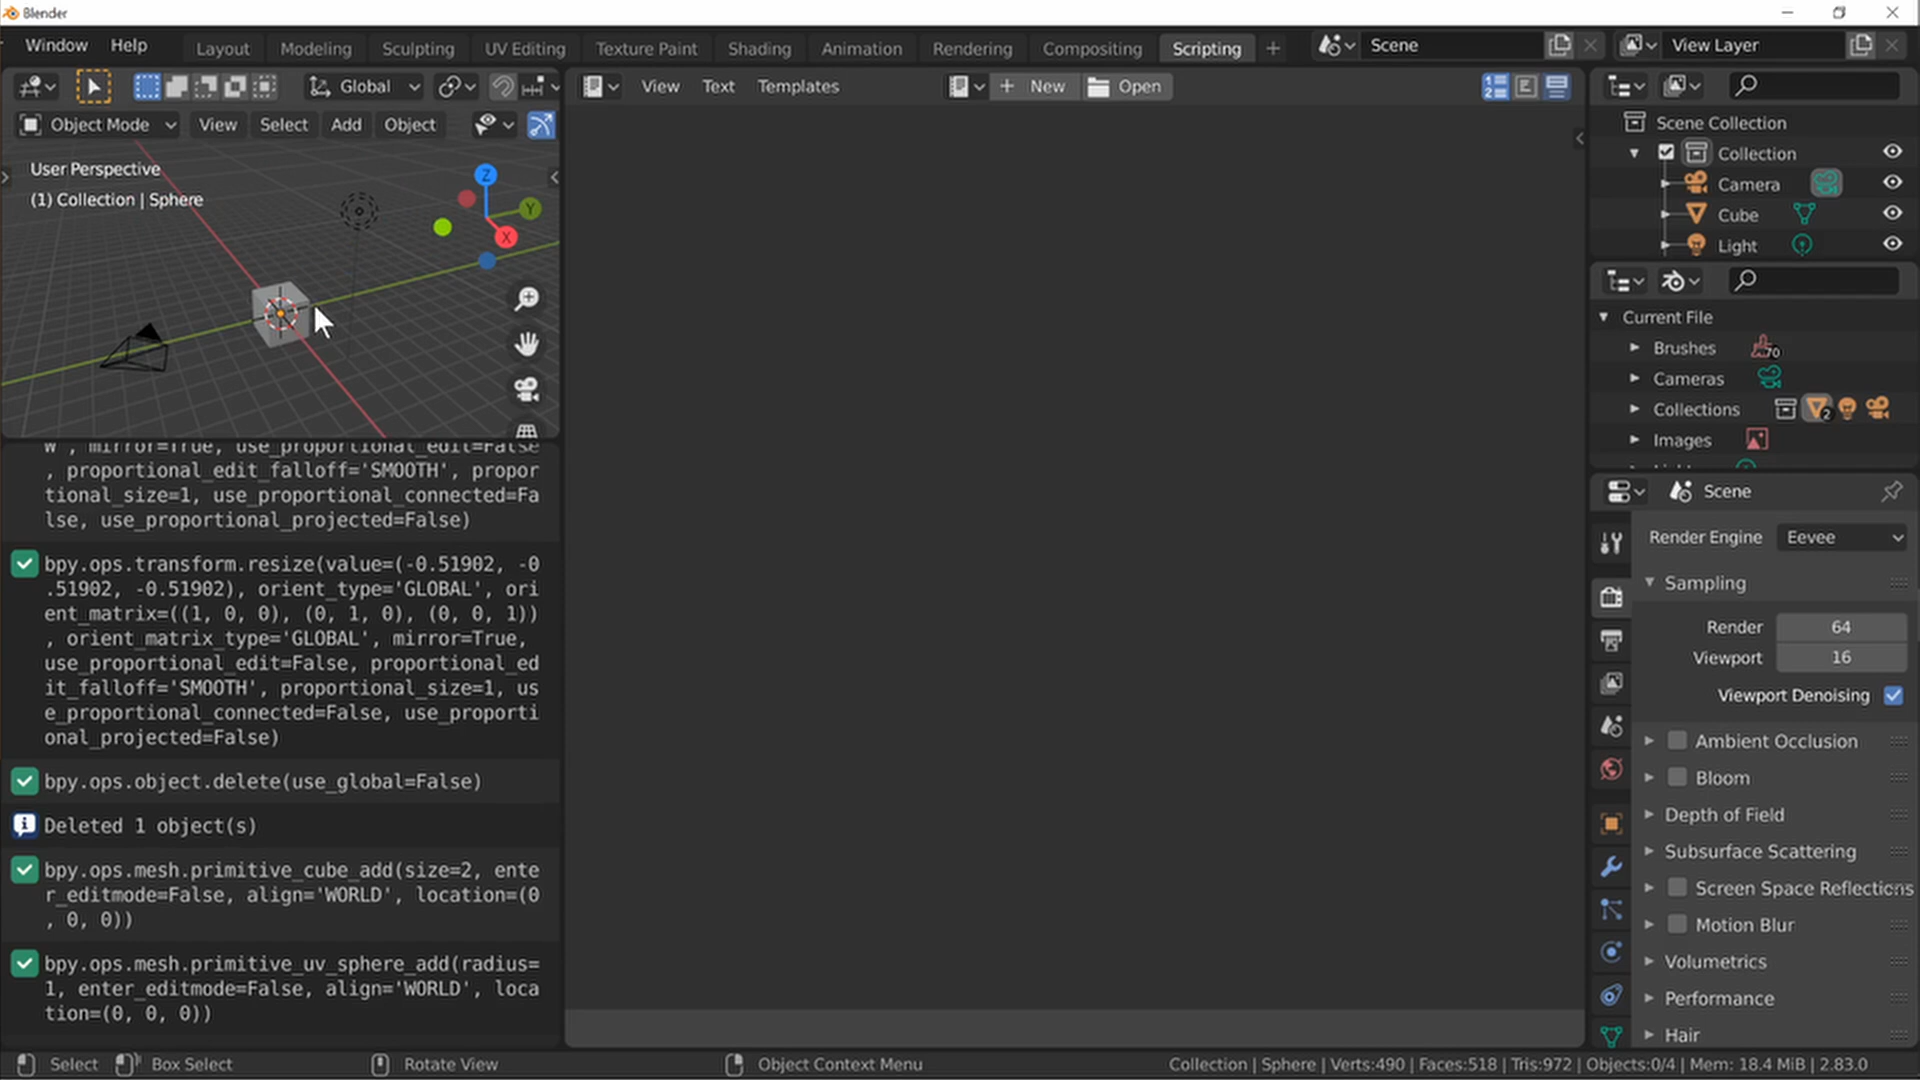 Blender
Window Help Layout Modeling Sculpting UV Editing Texture Paint Shading Animation Rendering Compositing Scripting + Scene View Layer
Global View Text Templates + New Open
Object Mode View Select Add Object
User Perspective
(1) Collection | Sphere
Z
Y
X
, proportional_edit_falloff='SMOOTH', propor
tional_size=1, use_proportional_connected=Fa
lse, use_proportional_projected=False)
bpy.ops.transform.resize(value=(-0.51902, -0
.51902, -0.51902), orient_type='GLOBAL', ori
ent_matrix=((1, 0, 0), (0, 1, 0), (0, 0, 1))
, orient_matrix_type='GLOBAL', mirror=True,
use_proportional_edit=False, proportional_ed
it_falloff='SMOOTH', proportional_size=1, us
e_proportional_connected=False, use_proporti
onal_projected=False)
bpy.ops.object.delete(use_global=False)
Deleted 1 object(s)
bpy.ops.mesh.primitive_cube_add(size=2, ente
r_editmode=False, align='WORLD', location=(0
, 0, 0))
bpy.ops.mesh.primitive_uv_sphere_add(radius=
1, enter_editmode=False, align='WORLD', loca
tion=(0, 0, 0))
Scene Collection
Collection
Camera
Cube
Light
Current File
Brushes 70
Cameras
Collections 2
Images
Scene
Render Engine Eevee
Sampling
Render 64
Viewport 16
Viewport Denoising
Ambient Occlusion
Bloom
Depth of Field
Subsurface Scattering
Screen Space Reflections
Motion Blur
Volumetrics
Performance
Hair
Select Box Select Rotate View Object Context Menu Collection | Sphere | Verts:490 | Faces:518 | Tris:972 | Objects:0/4 | Mem: 18.4 MiB | 2.83.0